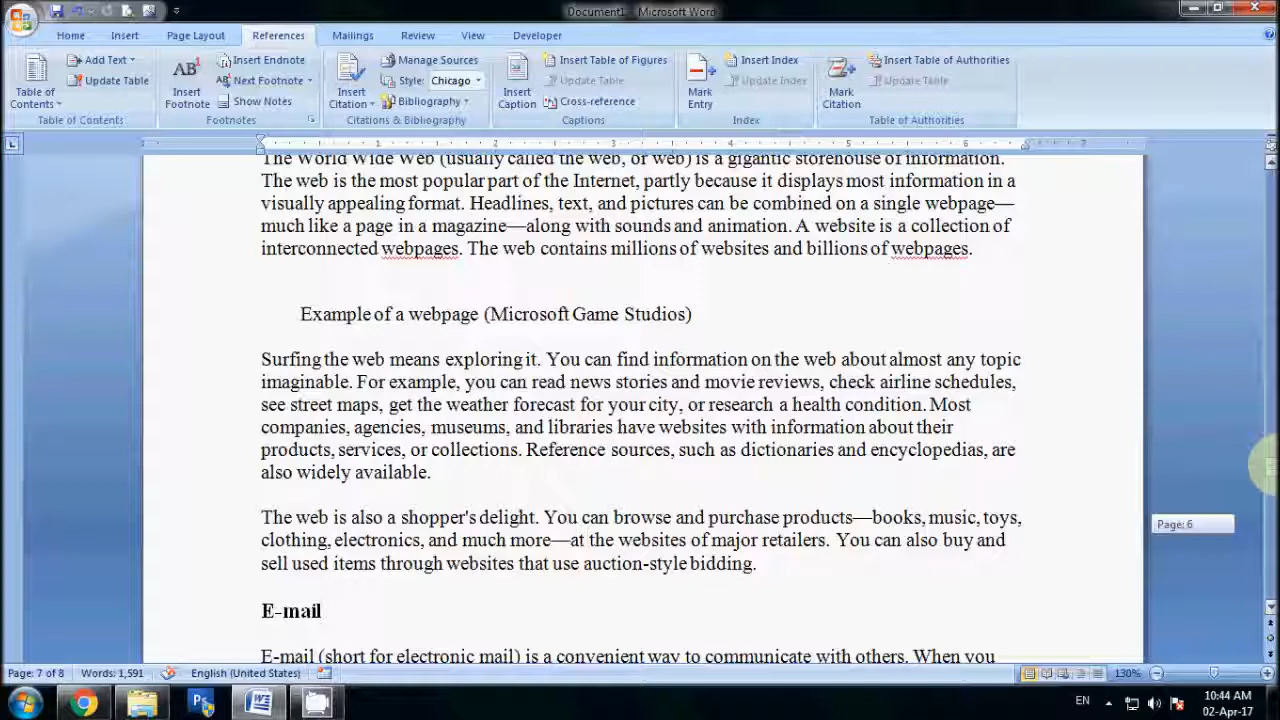 Document1 - Microsoft Word
Home Insert Page Layout References Mailings Review View Developer
Table of Contents
Add Text
Update Table
Table of Contents
AB1
Insert Footnote
Insert Endnote
Next Footnote
Show Notes
Footnotes
Insert Citation
Manage Sources
Style: Chicago
Bibliography
Citations & Bibliography
Insert Caption
Insert Table of Figures
Update Table
Cross-reference
Captions
Mark Entry
Insert Index
Update Index
Index
Mark Citation
Insert Table of Authorities
Update Table
Table of Authorities
1 2 3 4 5 6 7
The World Wide Web (usually called the web, or web) is a gigantic storehouse of information.
The web is the most popular part of the Internet, partly because it displays most information in a
visually appealing format. Headlines, text, and pictures can be combined on a single webpage—
much like a page in a magazine—along with sounds and animation. A website is a collection of
interconnected webpages. The web contains millions of websites and billions of webpages.
Example of a webpage (Microsoft Game Studios)
Surfing the web means exploring it. You can find information on the web about almost any topic
imaginable. For example, you can read news stories and movie reviews, check airline schedules,
see street maps, get the weather forecast for your city, or research a health condition. Most
companies, agencies, museums, and libraries have websites with information about their
products, services, or collections. Reference sources, such as dictionaries and encyclopedias, are
also widely available.
The web is also a shopper's delight. You can browse and purchase products—books, music, toys,
clothing, electronics, and much more—at the websites of major retailers. You can also buy and
sell used items through websites that use auction-style bidding.
Page: 6
E-mail
E-mail (short for electronic mail) is a convenient way to communicate with others. When you
Page: 7 of 8 Words: 1,591 English (United States) 130%
Ps W EN 10:44 AM
02-Apr-17